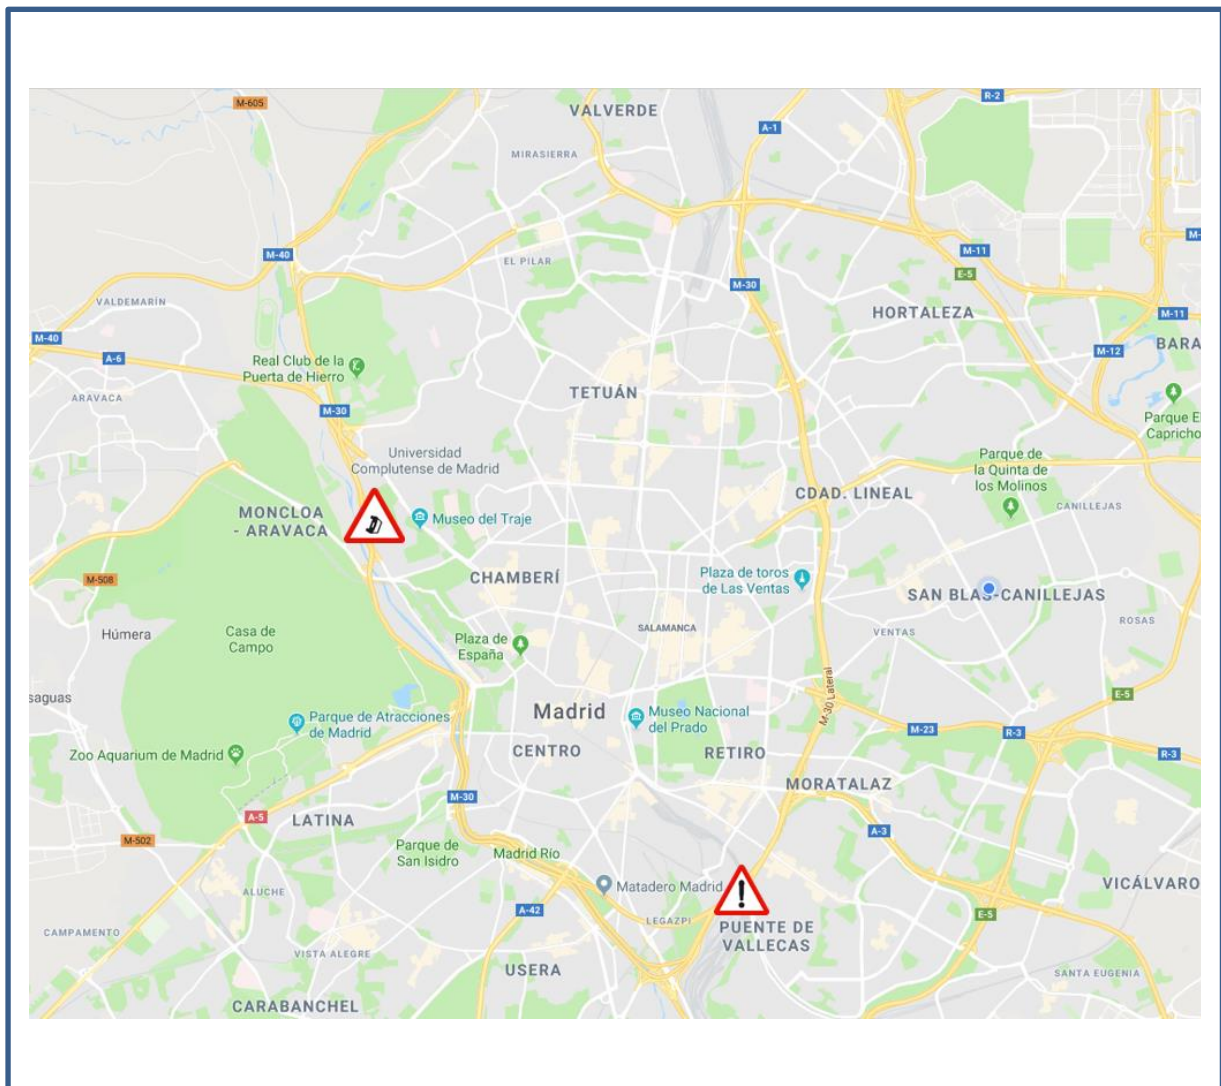 M-605
R-2
VALVERDE
A-1
MIRASIERRA
M-
M-40
EL PILAR
M-11
E-5
M-30
VALDEMARÍN
HORTALEZA
M-11
M-40
A-6
M-12
BARA
Real Club de la
Puerta de Hierro
TETUÁN
ARAVACA
M-30
Parque El
Capricho
Universidad
Complutense de Madrid
Parque de
la Quinta de
los Molinos
CDAD. LINEAL
CANILLEJAS
MONCLOA
- ARAVACA
Museo del Traje
M-508
CHAMBERÍ
Plaza de toros
de Las Ventas
SAN BLAS-CANILLEJAS
Húmera
Casa de
Campo
Plaza de
España
SALAMANCA
VENTAS
ROSAS
saguas
E-5
M-30 Lateral
Parque de Atracciones
de Madrid
Madrid
Museo Nacional
del Prado
M-23
R-3
R-3
Zoo Aquarium de Madrid
CENTRO
RETIRO
MORATALAZ
M-30
A-5
LATINA
A-3
M-502
Parque de
San Isidro
Madrid Río
ALUCHE
Matadero Madrid
!
VICÁLVARO
A-42
LEGAZPI
E-5
PUENTE DE
VALLECAS
CAMPAMENTO
VISTA ALEGRE
USERA
SANTA EUGENIA
CARABANCHEL